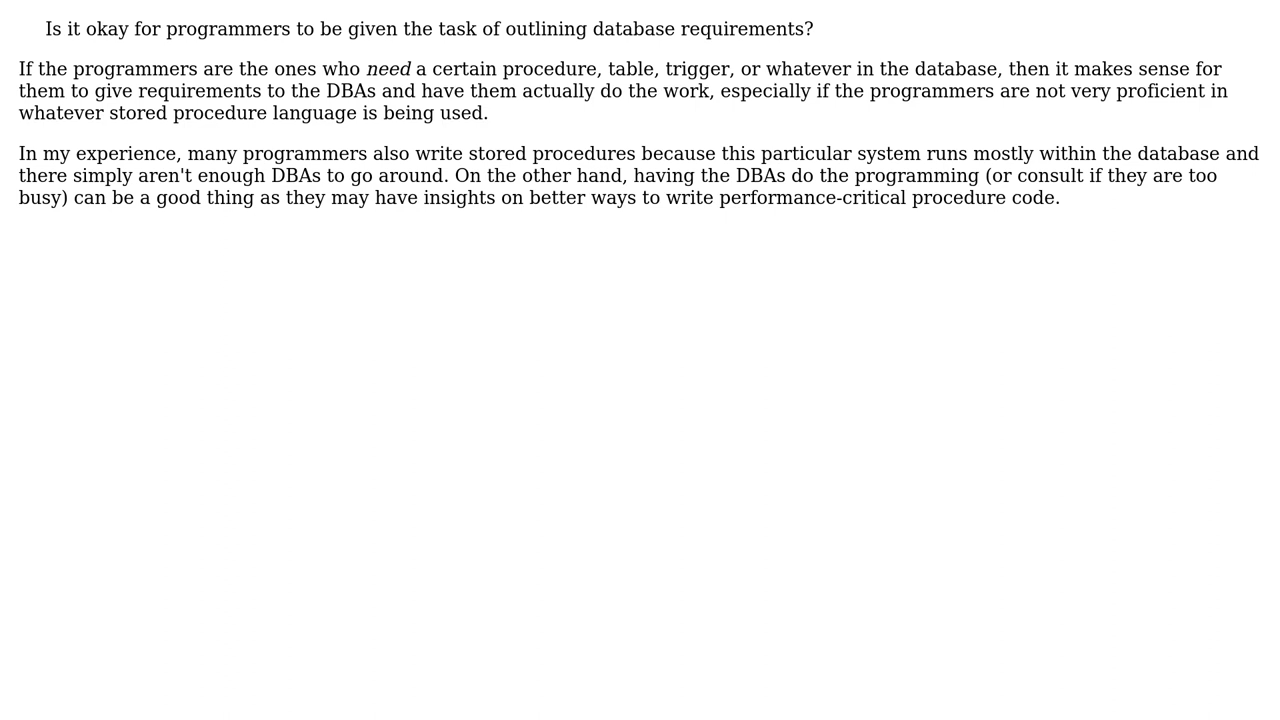 Is it okay for programmers to be given the task of outlining database requirements?
If the programmers are the ones who need a certain procedure, table, trigger, or whatever in the database, then it makes sense for
them to give requirements to the DBAs and have them actually do the work, especially if the programmers are not very proficient in
whatever stored procedure language is being used.
In my experience, many programmers also write stored procedures because this particular system runs mostly within the database and
there simply aren't enough DBAs to go around. On the other hand, having the DBAs do the programming (or consult if they are too
busy) can be a good thing as they may have insights on better ways to write performance-critical procedure code.